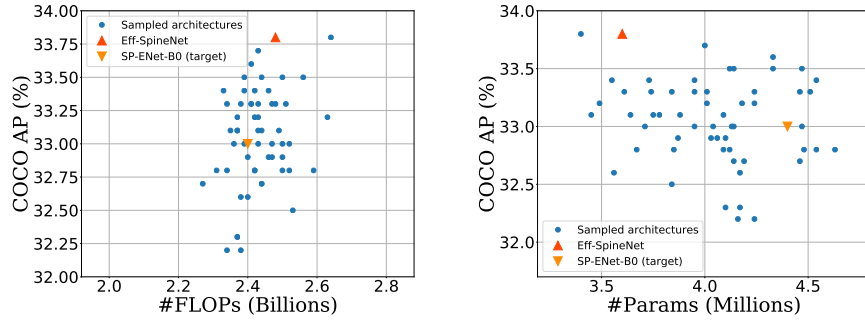 34.00
33.75
33.50
33.25
33.00
32.75
32.50
32.25
32.00
COCO AP (%)
Sampled architectures
Eff-SpineNet
SP-ENet-B0 (target)
2.0 2.2 2.4 2.6 2.8
#FLOPs (Billions)
34.0
33.5
33.0
32.5
32.0
COCO AP (%)
Sampled architectures
Eff-SpineNet
SP-ENet-B0 (target)
3.5 4.0 4.5
#Params (Millions)